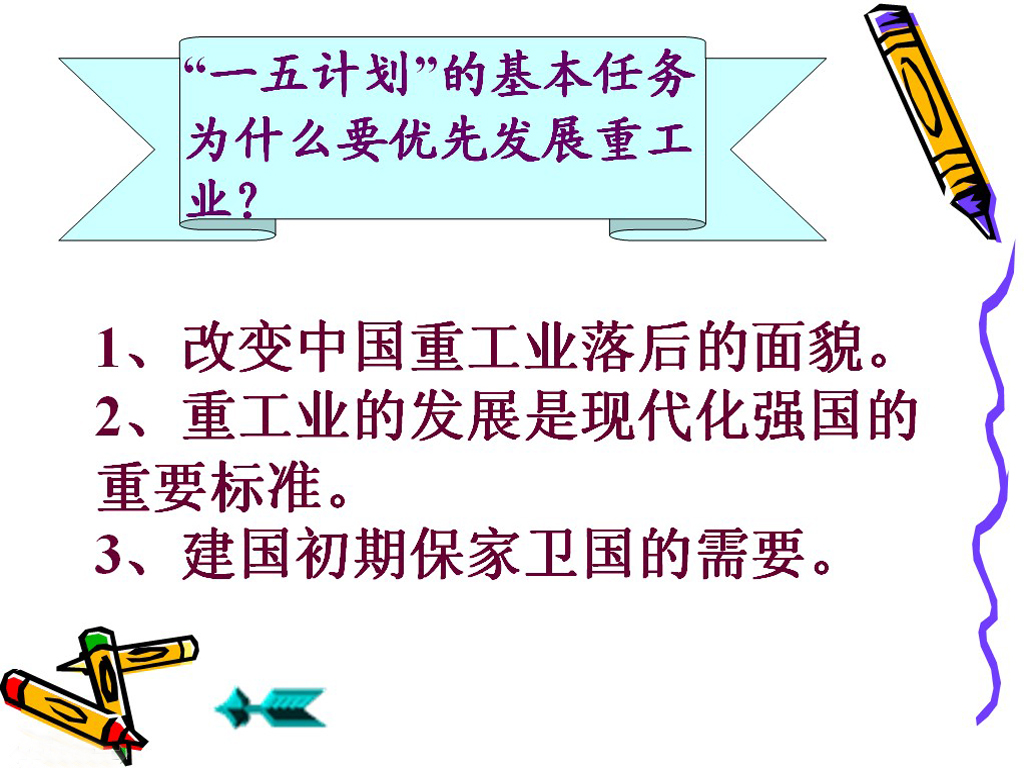 “一五计划”的基本任务
为什么要优先发展重工
业？
1、改变中国重工业落后的面貌。
2、重工业的发展是现代化强国的
重要标准。
3、建国初期保家卫国的需要。